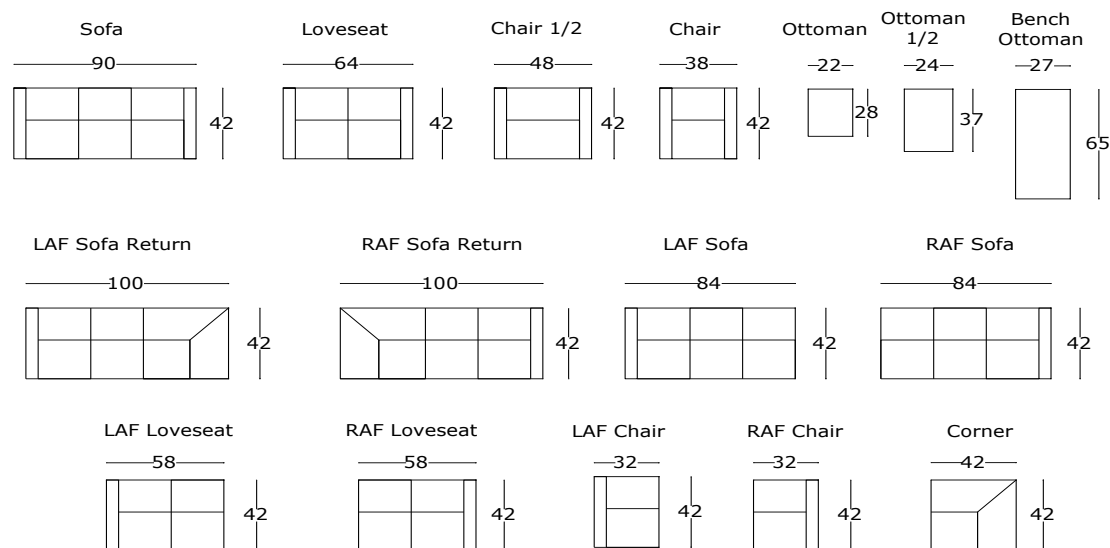 Sofa
Loveseat
Chair 1/2
Chair
Ottoman
Ottoman
1/2
Bench
Ottoman
90
64
48
38
22
24
27
42
42
42
42
28
37
65
LAF Sofa Return
RAF Sofa Return
LAF Sofa
RAF Sofa
100
100
84
84
42
42
42
42
LAF Loveseat
RAF Loveseat
LAF Chair
RAF Chair
Corner
58
58
32
32
42
42
42
42
42
42